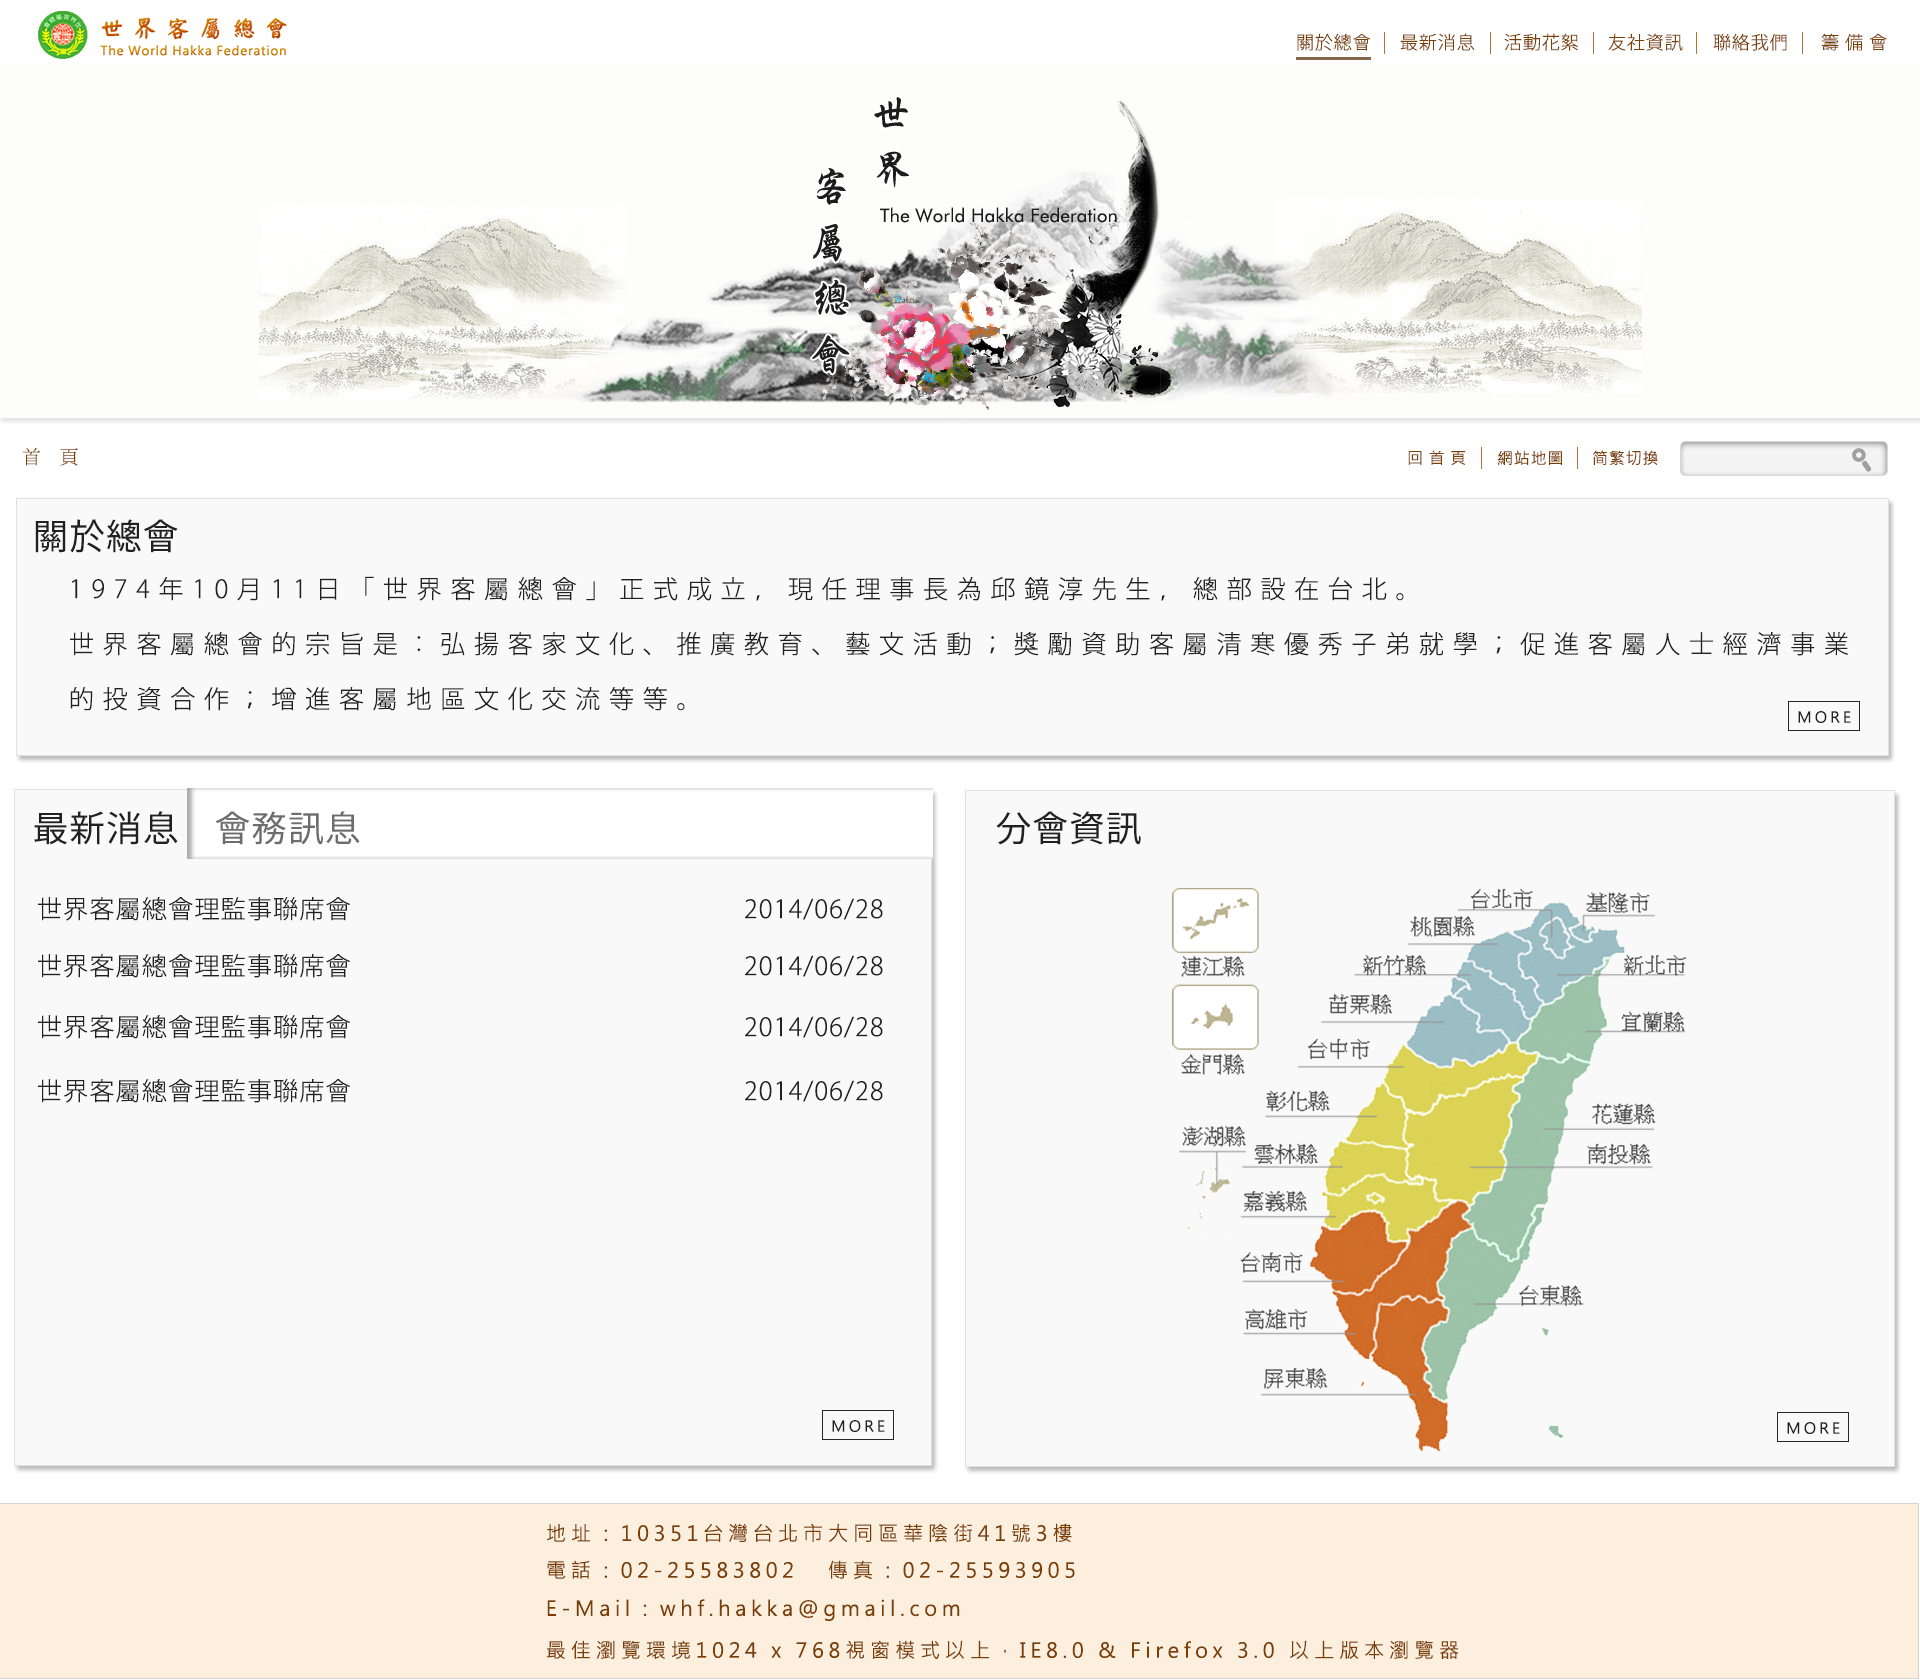 世界客屬總會
The World Hakka Federation
關於總會
最新消息
活動花絮
友社資訊
聯絡我們
籌備會
世界
客屬總會
The World Hakka Federation
首 頁
回首頁
網站地圖
简繁切換
關於總會
1974年10月11日「世界客屬總會」正式成立, 現任理事長為邱鏡淳先生, 總部設在台北。
世界客屬總會的宗旨是：弘揚客家文化、推廣教育、藝文活動；獎勵資助客屬清寒優秀子弟就學；促進客屬人士經濟事業
的投資合作；增進客屬地區文化交流等等。
MORE
最新消息
會務訊息
世界客屬總會理監事聯席會 2014/06/28
世界客屬總會理監事聯席會 2014/06/28
世界客屬總會理監事聯席會 2014/06/28
世界客屬總會理監事聯席會 2014/06/28
MORE
分會資訊
台北市
基隆市
桃園縣
新竹縣
新北市
連江縣
苗栗縣
宜蘭縣
台中市
金門縣
彰化縣
花蓮縣
澎湖縣
雲林縣
南投縣
嘉義縣
台南市
台東縣
高雄市
屏東縣
MORE
地址：10351台灣台北市大同區華陰街41號3樓
電話：02-25583802 傳真：02-25593905
E-Mail：whf.hakka@gmail.com
最佳瀏覽環境1024 x 768視窗模式以上‧IE8.0 & Firefox 3.0 以上版本瀏覽器